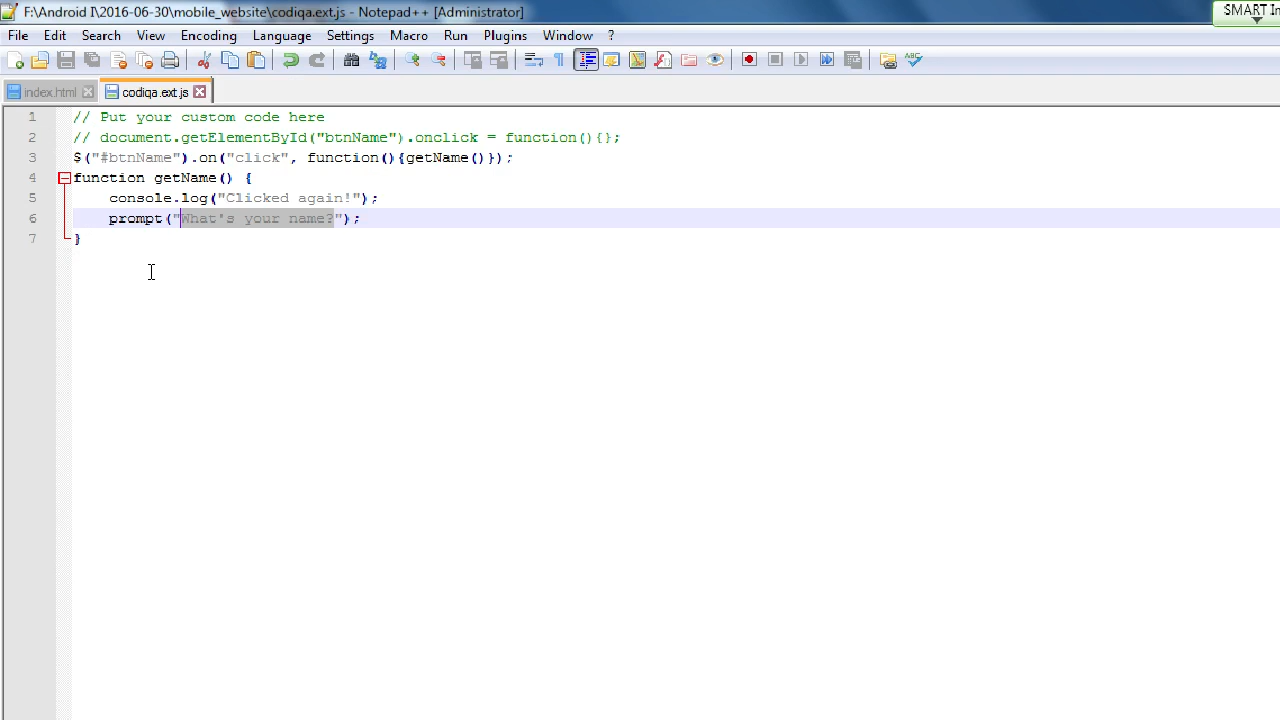 F:\Android I\2016-06-30\mobile_website\codiqa.ext.js - Notepad++ [Administrator]
SMART In
File Edit Search View Encoding Language Settings Macro Run Plugins Window ?
index.html codiqa.ext.js
1 // Put your custom code here
2 // document.getElementById("btnName").onclick = function(){};
3 $("#btnName").on("click", function(){getName()});
4 function getName() {
5 console.log("Clicked again!");
6 prompt("What's your name?");
7 }